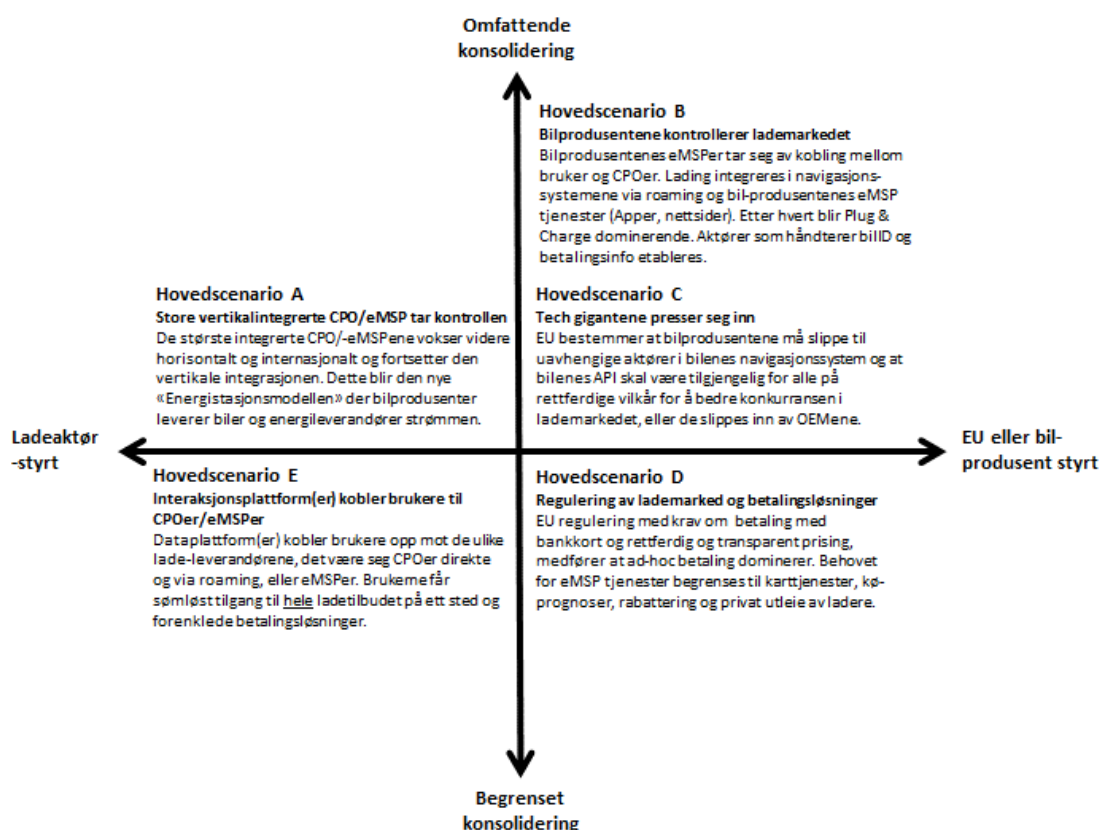 Omfattende
konsolidering
Hovedscenario B
Bilprodusentene kontrollerer lademarkedet
Bilprodusentenes eMSPer tar seg av kobling mellom
bruker og CPOer. Lading integreres i navigasjons-
systemene via roaming og bil-produsentenes eMSP
tjenester (Apper, nettsider). Etter hvert blir Plug &
Charge dominerende. Aktører som håndterer bilID og
betalingsinfo etableres.
Hovedscenario A
Store vertikalintegrerte CPO/eMSP tar kontrollen
De største integrerte CPO/-eMSPene vokser videre
horisontalt og internasjonalt og fortsetter den
vertikale integrasjonen. Dette blir den nye
«Energistasjonsmodellen» der bilprodusenter
leverer biler og energileverandører strømmen.
Hovedscenario C
Tech gigantene presser seg inn
EU bestemmer at bilprodusentene må slippe til
uavhengige aktører i bilenes navigasjonssystem og at
bilenes API skal være tilgjengelig for alle på
rettferdige vilkår for å bedre konkurransen i
lademarkedet, eller de slippes inn av OEMene.
Ladeaktør
-styrt
EU eller bil-
produsent styrt
Hovedscenario E
Interaksjonsplattform(er) kobler brukere til
CPOer/eMSPer
Dataplattform(er) kobler brukere opp mot de ulike
lade-leverandørene, det være seg CPOer direkte
og via roaming, eller eMSPer. Brukerne får
sømløst tilgang til hele ladetilbudet på ett sted og
forenklede betalingsløsninger.
Hovedscenario D
Regulering av lademarked og betalingsløsninger
EU regulering med krav om betaling med
bankkort og rettferdig og transparent prising,
medfører at ad-hoc betaling dominerer. Behovet
for eMSP tjenester begrenses til karttjenester, kø-
prognoser, rabattering og privat utleie av ladere.
Begrenset
konsolidering